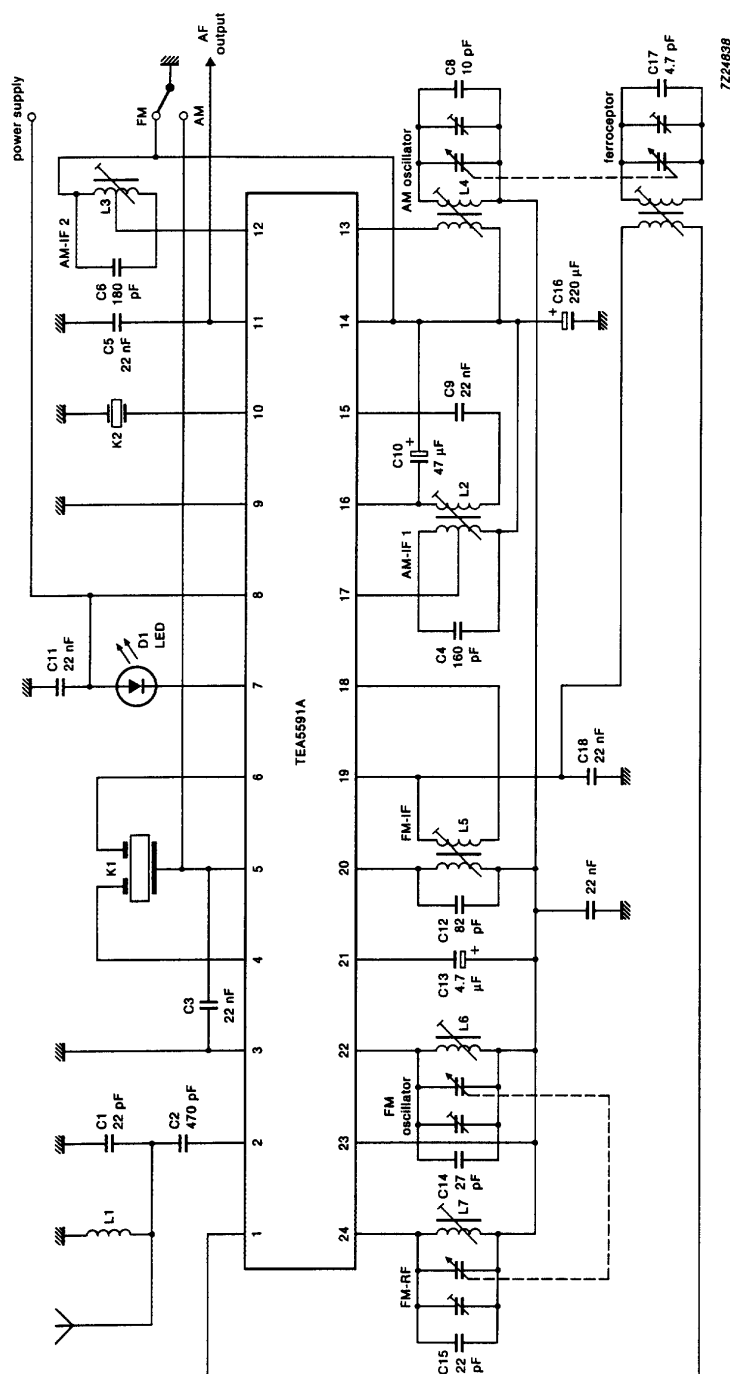 power supply
FM
AM
AF
output
AM-IF 2
L3
C6
180
pF
C5
22 nF
K2
C11
22 nF
D1
LED
K1
C3
22 nF
C1
22 pF
C2
470 pF
L1
1
2
3
4
5
6
7
8
9
10
11
12
TEA5591A
24
23
22
21
20
19
18
17
16
15
14
13
AM oscillator
L4
C8
10 pF
ferroceptor
C17
4.7 pF
+
C16
220 µF
C9
22 nF
C10
+
47 µF
L2
AM-IF 1
C4
160
pF
C18
22 nF
FM-IF
L5
C12
82
pF
22 nF
C13
4.7
µF
+
L6
FM
oscillator
C14
27
pF
L7
FM-RF
C15
22
pF
7Z24838